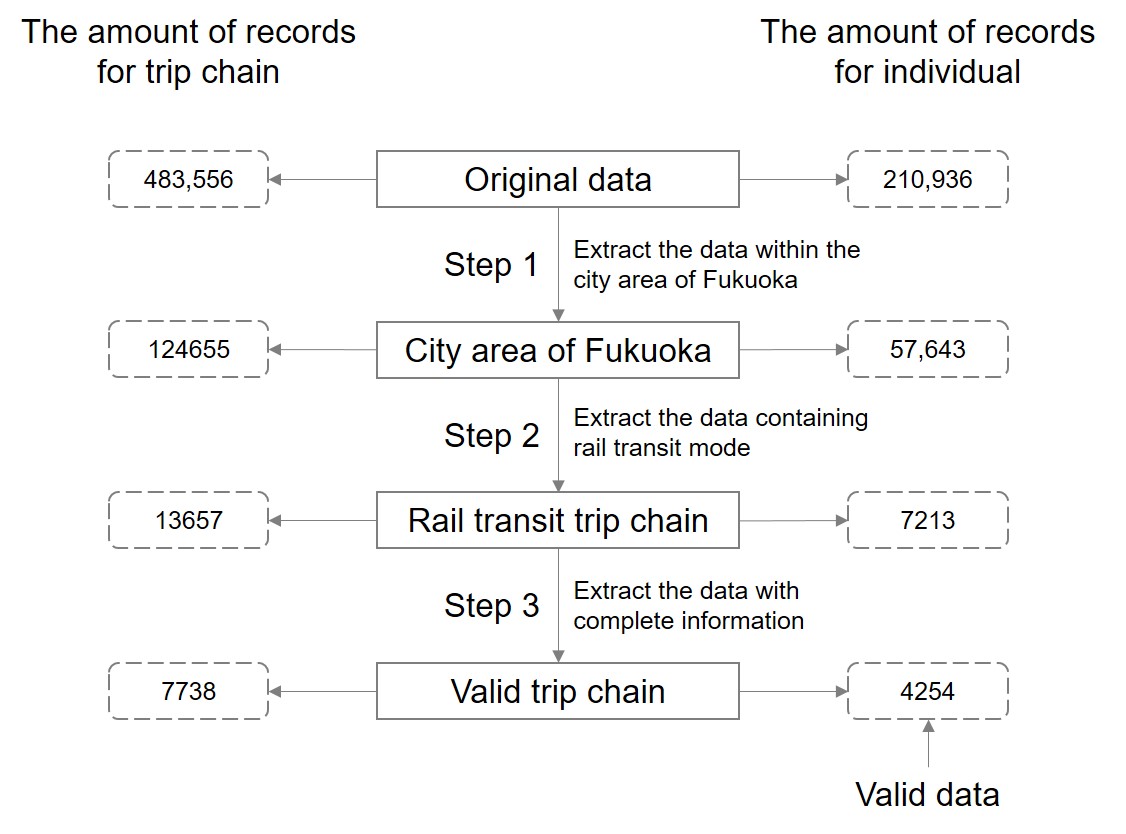 The amount of records
for trip chain
The amount of records
for individual
483,556
Original data
210,936
Step 1
Extract the data within the
city area of Fukuoka
124655
City area of Fukuoka
57,643
Step 2
Extract the data containing
rail transit mode
13657
Rail transit trip chain
7213
Step 3
Extract the data with
complete information
7738
Valid trip chain
4254
Valid data